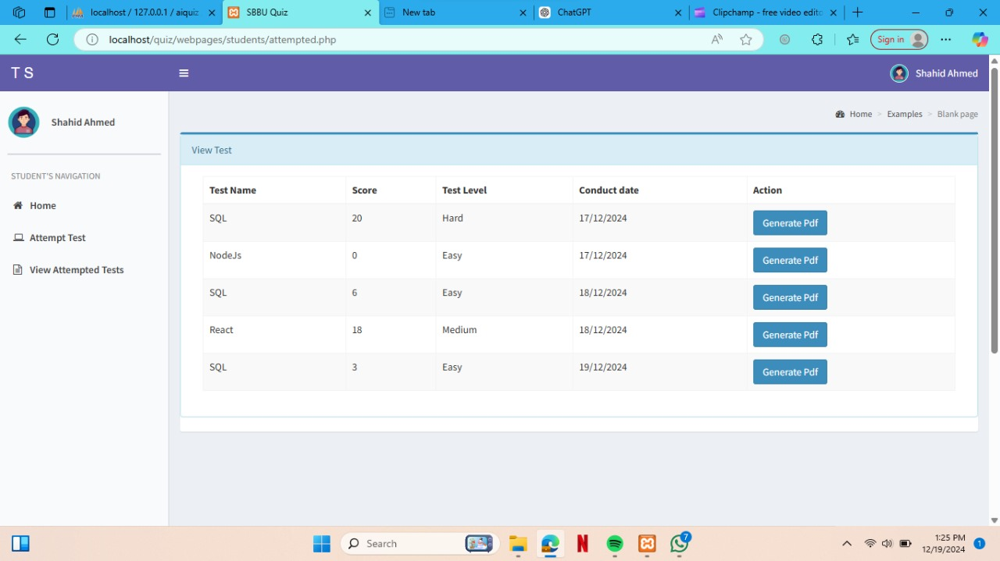 localhost / 127.0.0.1 / aiquiz
SBBU Quiz
New tab
ChatGPT
Clipchamp - free video edito
localhost/quiz/webpages/students/attempted.php
Sign in
T S
Shahid Ahmed
Shahid Ahmed
Home > Examples > Blank page
View Test
STUDENT'S NAVIGATION
Home
Attempt Test
View Attempted Tests
Test Name Score Test Level Conduct date Action
SQL 20 Hard 17/12/2024 Generate Pdf
NodeJs 0 Easy 17/12/2024 Generate Pdf
SQL 6 Easy 18/12/2024 Generate Pdf
React 18 Medium 18/12/2024 Generate Pdf
SQL 3 Easy 19/12/2024 Generate Pdf
Search
7
1:25 PM
12/19/2024
1